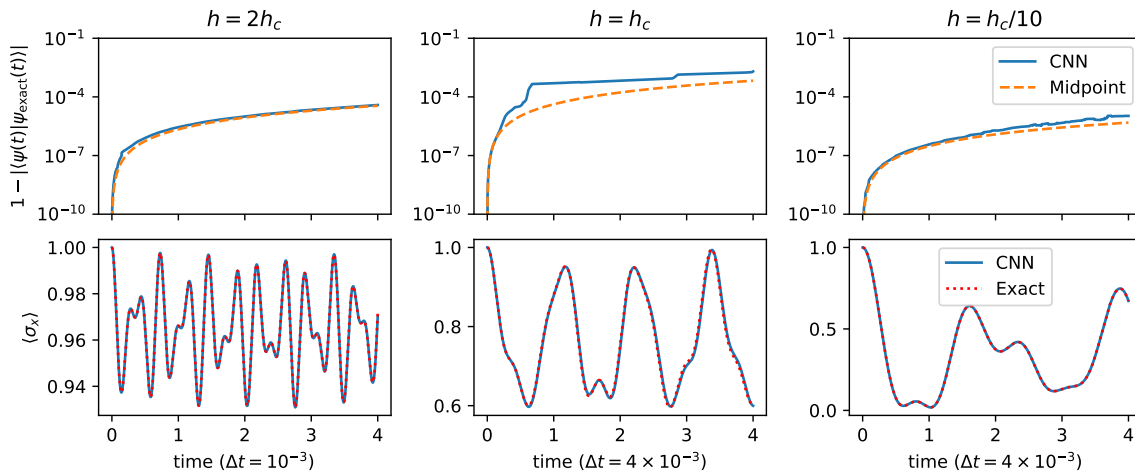 h = 2h_c
h = h_c
h = h_c/10
1 − |⟨ψ(t)|ψ_exact(t)⟩|
10^−1
10^−4
10^−7
10^−10
10^−1
10^−4
10^−7
10^−10
10^−1
10^−4
10^−7
10^−10
CNN
Midpoint
⟨σ_x⟩
1.00
0.98
0.96
0.94
1.0
0.8
0.6
1.0
0.5
0.0
CNN
Exact
0 1 2 3 4
0 1 2 3 4
0 1 2 3 4
time (Δt = 10^−3)
time (Δt = 4 × 10^−3)
time (Δt = 4 × 10^−3)